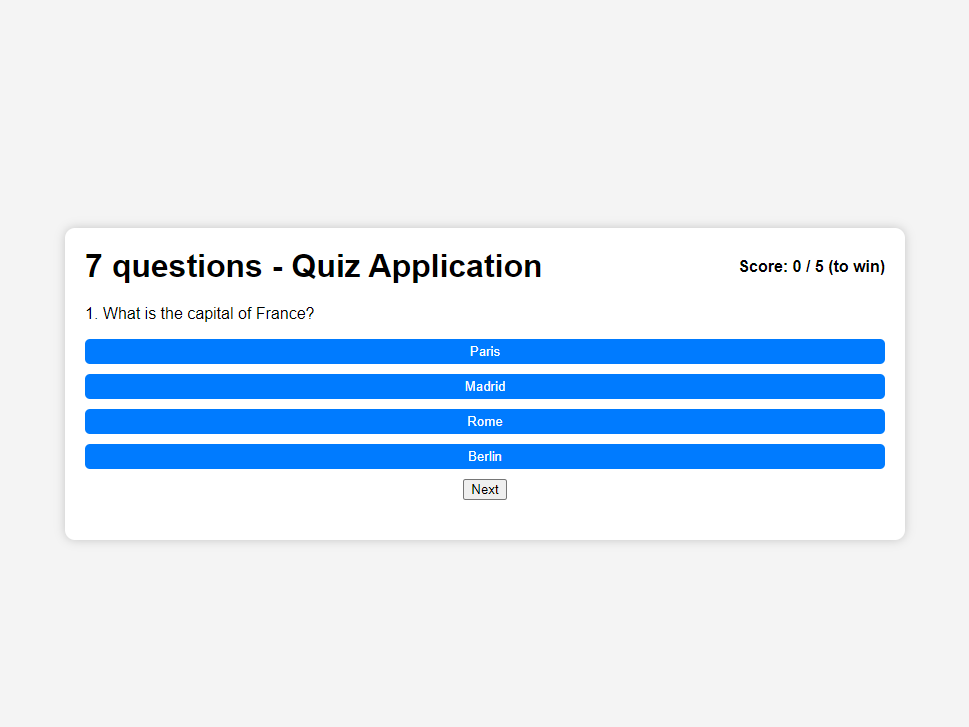 7 questions - Quiz Application
Score: 0 / 5 (to win)
1. What is the capital of France?
Paris
Madrid
Rome
Berlin
Next